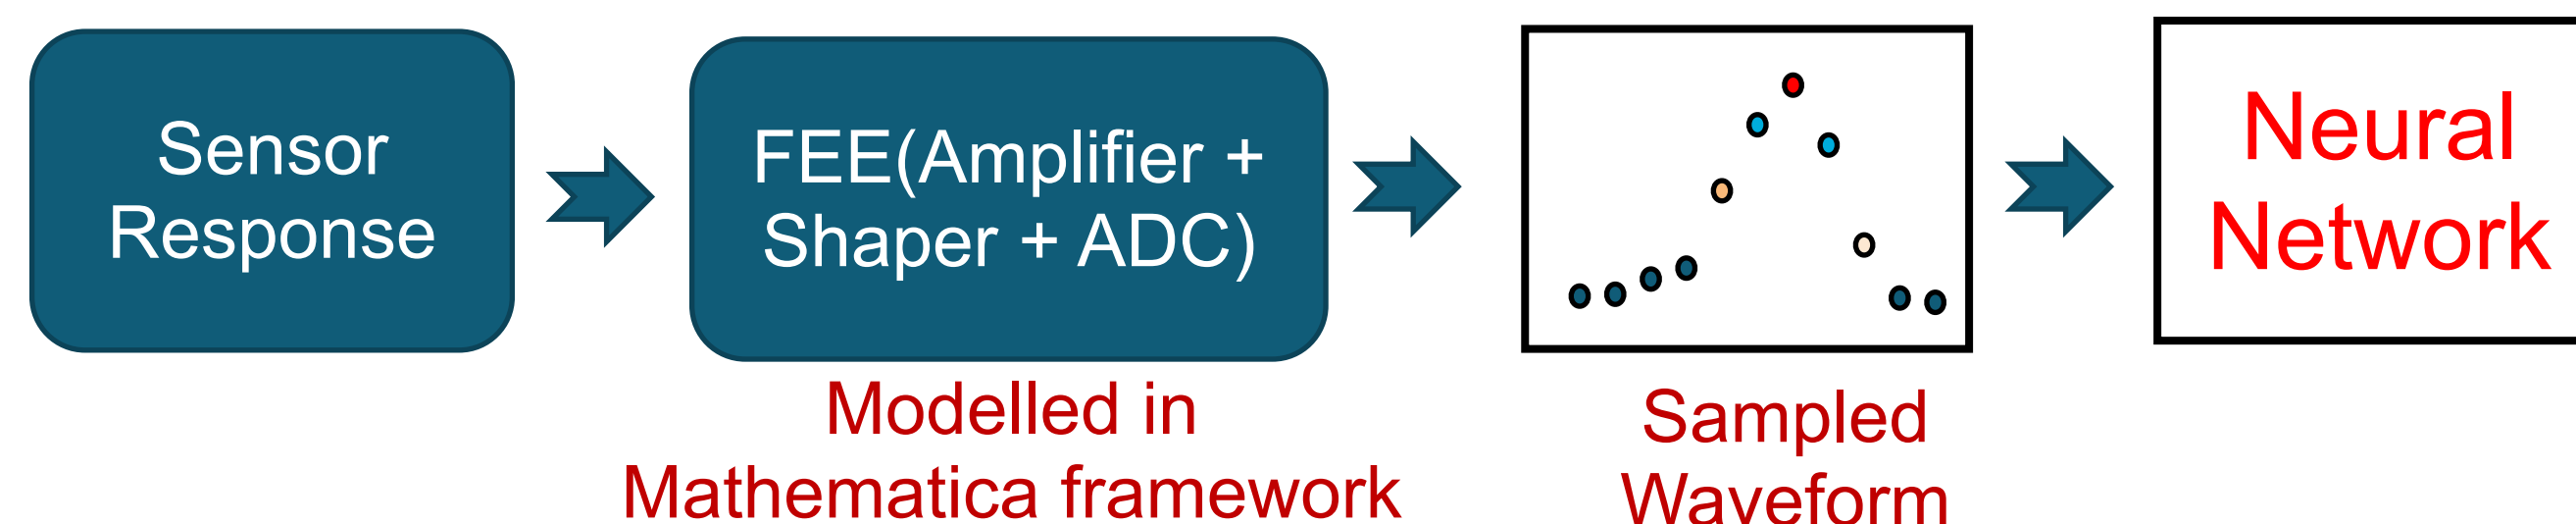 Sensor
Response
FEE(Amplifier +
Shaper + ADC)
Modelled in
Mathematica framework
Sampled
Waveform
Neural
Network